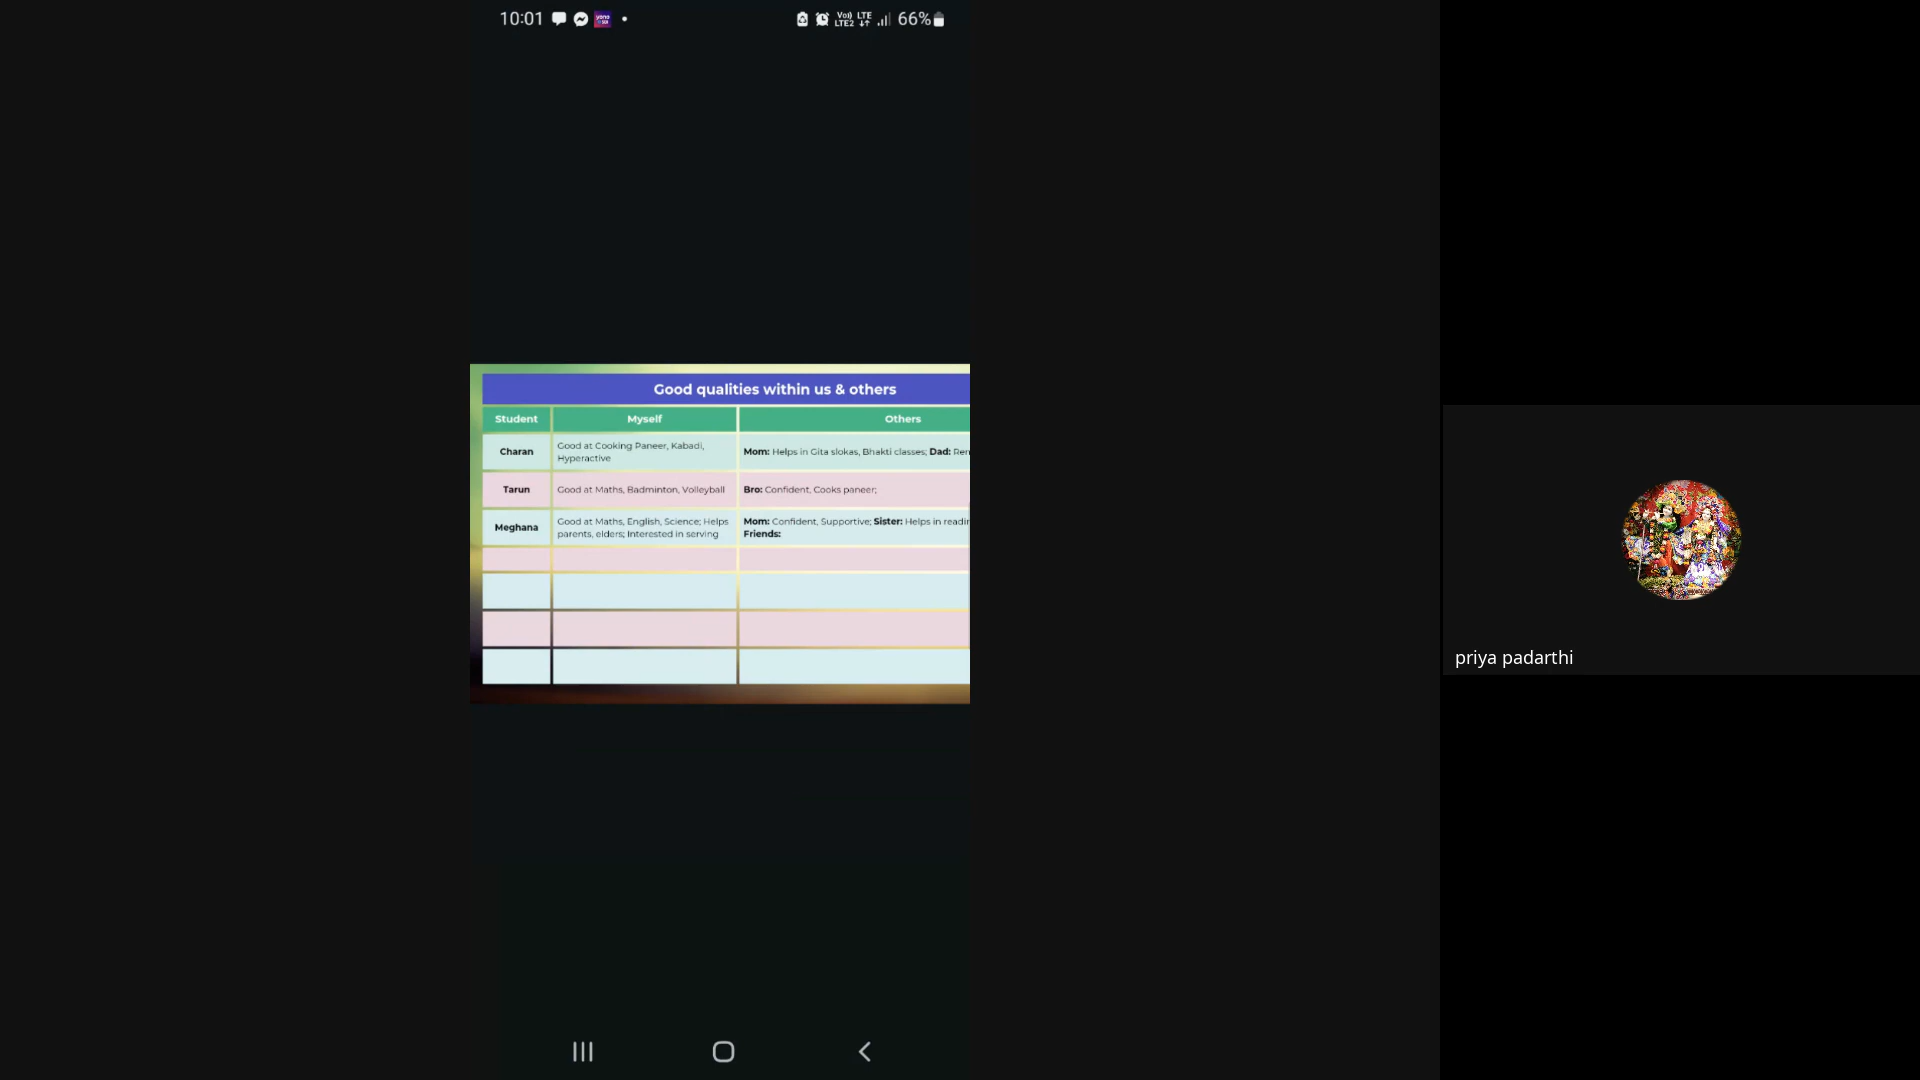 10:01
Vo)) LTE
LTE2
66%
Good qualities within us & others
Student Myself Others
Charan
Good at Cooking Paneer, Kabadi,
Hyperactive
Mom: Helps in Gita slokas, Bhakti classes; Dad:
Tarun
Good at Maths, Badminton, Volleyball
Bro: Confident, Cooks paneer;
Meghana
Good at Maths, English, Science; Helps
parents, elders; Interested in serving
Mom: Confident, Supportive; Sister: Helps in
Friends:
priya padarthi